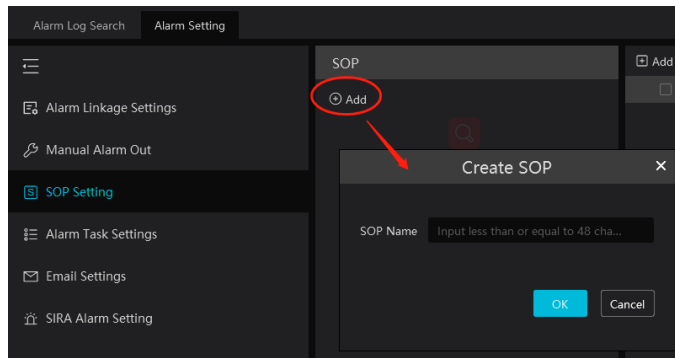 Alarm Log Search
Alarm Setting
SOP
Add
Add
Alarm Linkage Settings
Manual Alarm Out
SOP Setting
Alarm Task Settings
Email Settings
SIRA Alarm Setting
Create SOP
SOP Name
Input less than or equal to 48 cha...
OK
Cancel